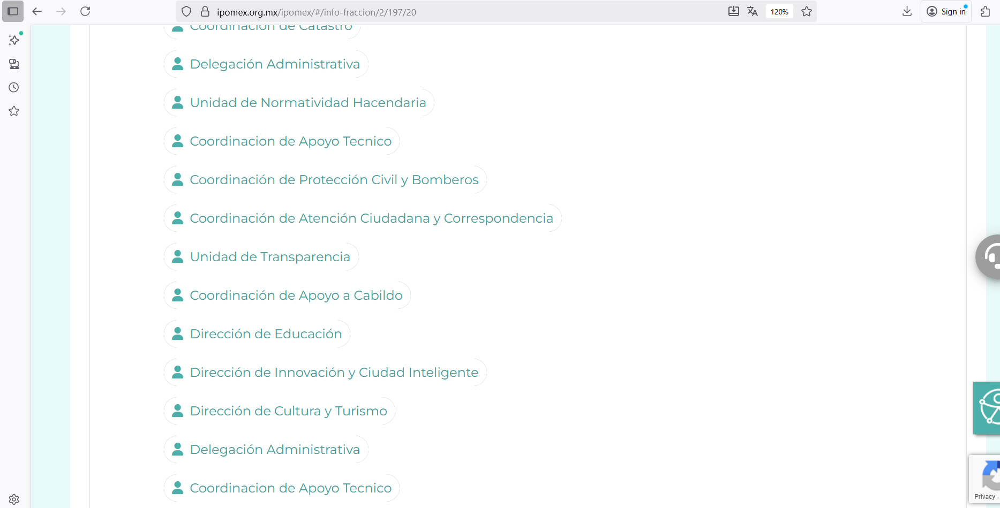 ipomex.org.mx/ipomex/#/info-fraccion/2/197/20
120%
Sign in
Coordinación de Catastro
Delegación Administrativa
Unidad de Normatividad Hacendaria
Coordinacion de Apoyo Tecnico
Coordinación de Protección Civil y Bomberos
Coordinación de Atención Ciudadana y Correspondencia
Unidad de Transparencia
Coordinación de Apoyo a Cabildo
Dirección de Educación
Dirección de Innovación y Ciudad Inteligente
Dirección de Cultura y Turismo
Delegación Administrativa
Coordinacion de Apoyo Tecnico
Privacy -